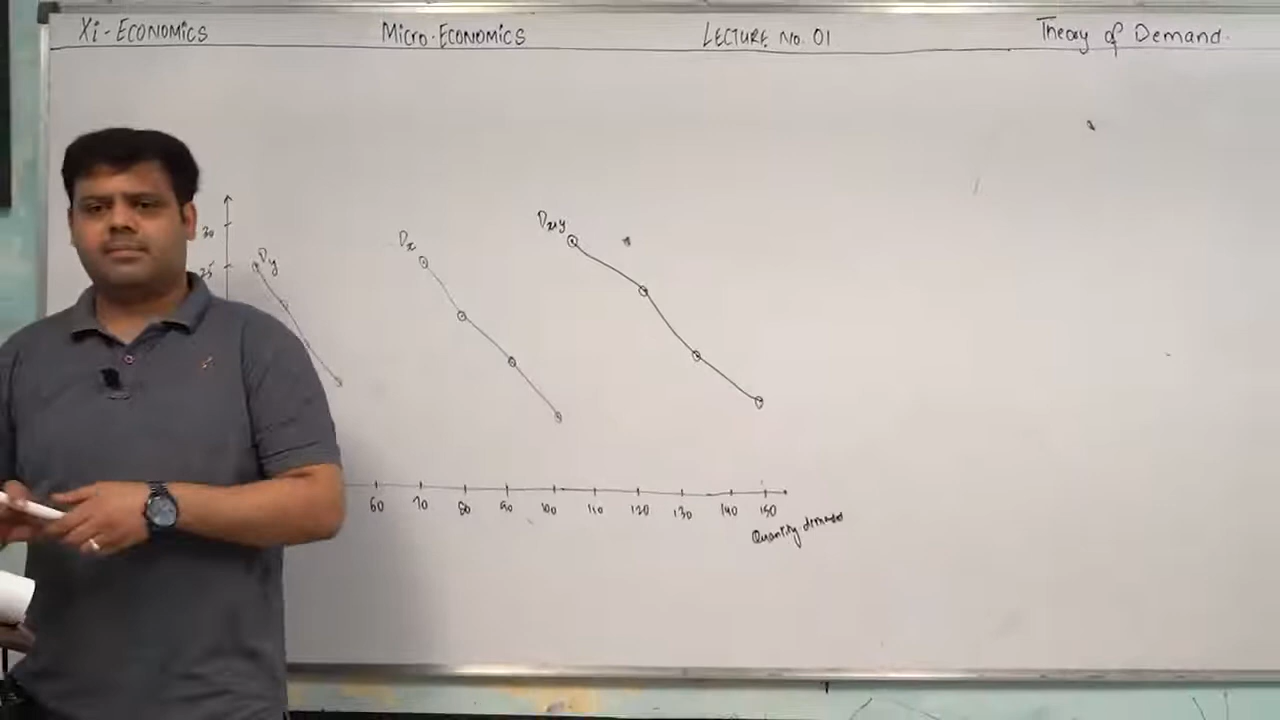 Xi-ECONOMICS MICRO-ECONOMICS LECTURE No. 01 Theory of Demand.
Dx+y
Dx
30
Dy
25
60 70 80 90 100 110 120 130 140 150
Quantity demanded